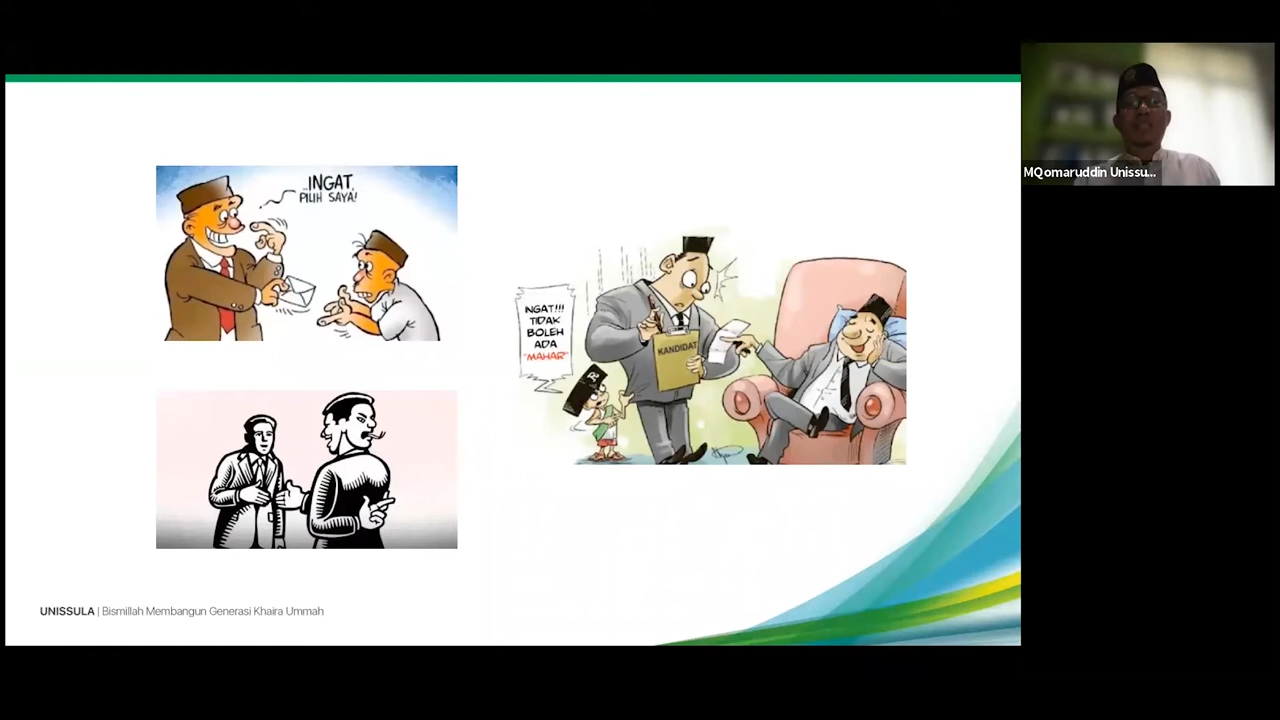 ..INGAT,
PILIH SAYA!
NGAT!!!
TIDAK
BOLEH
ADA
"MAHAR"
KANDIDAT
UNISSULA | Bismillah Membangun Generasi Khaira Ummah
MQomaruddin Unissu...